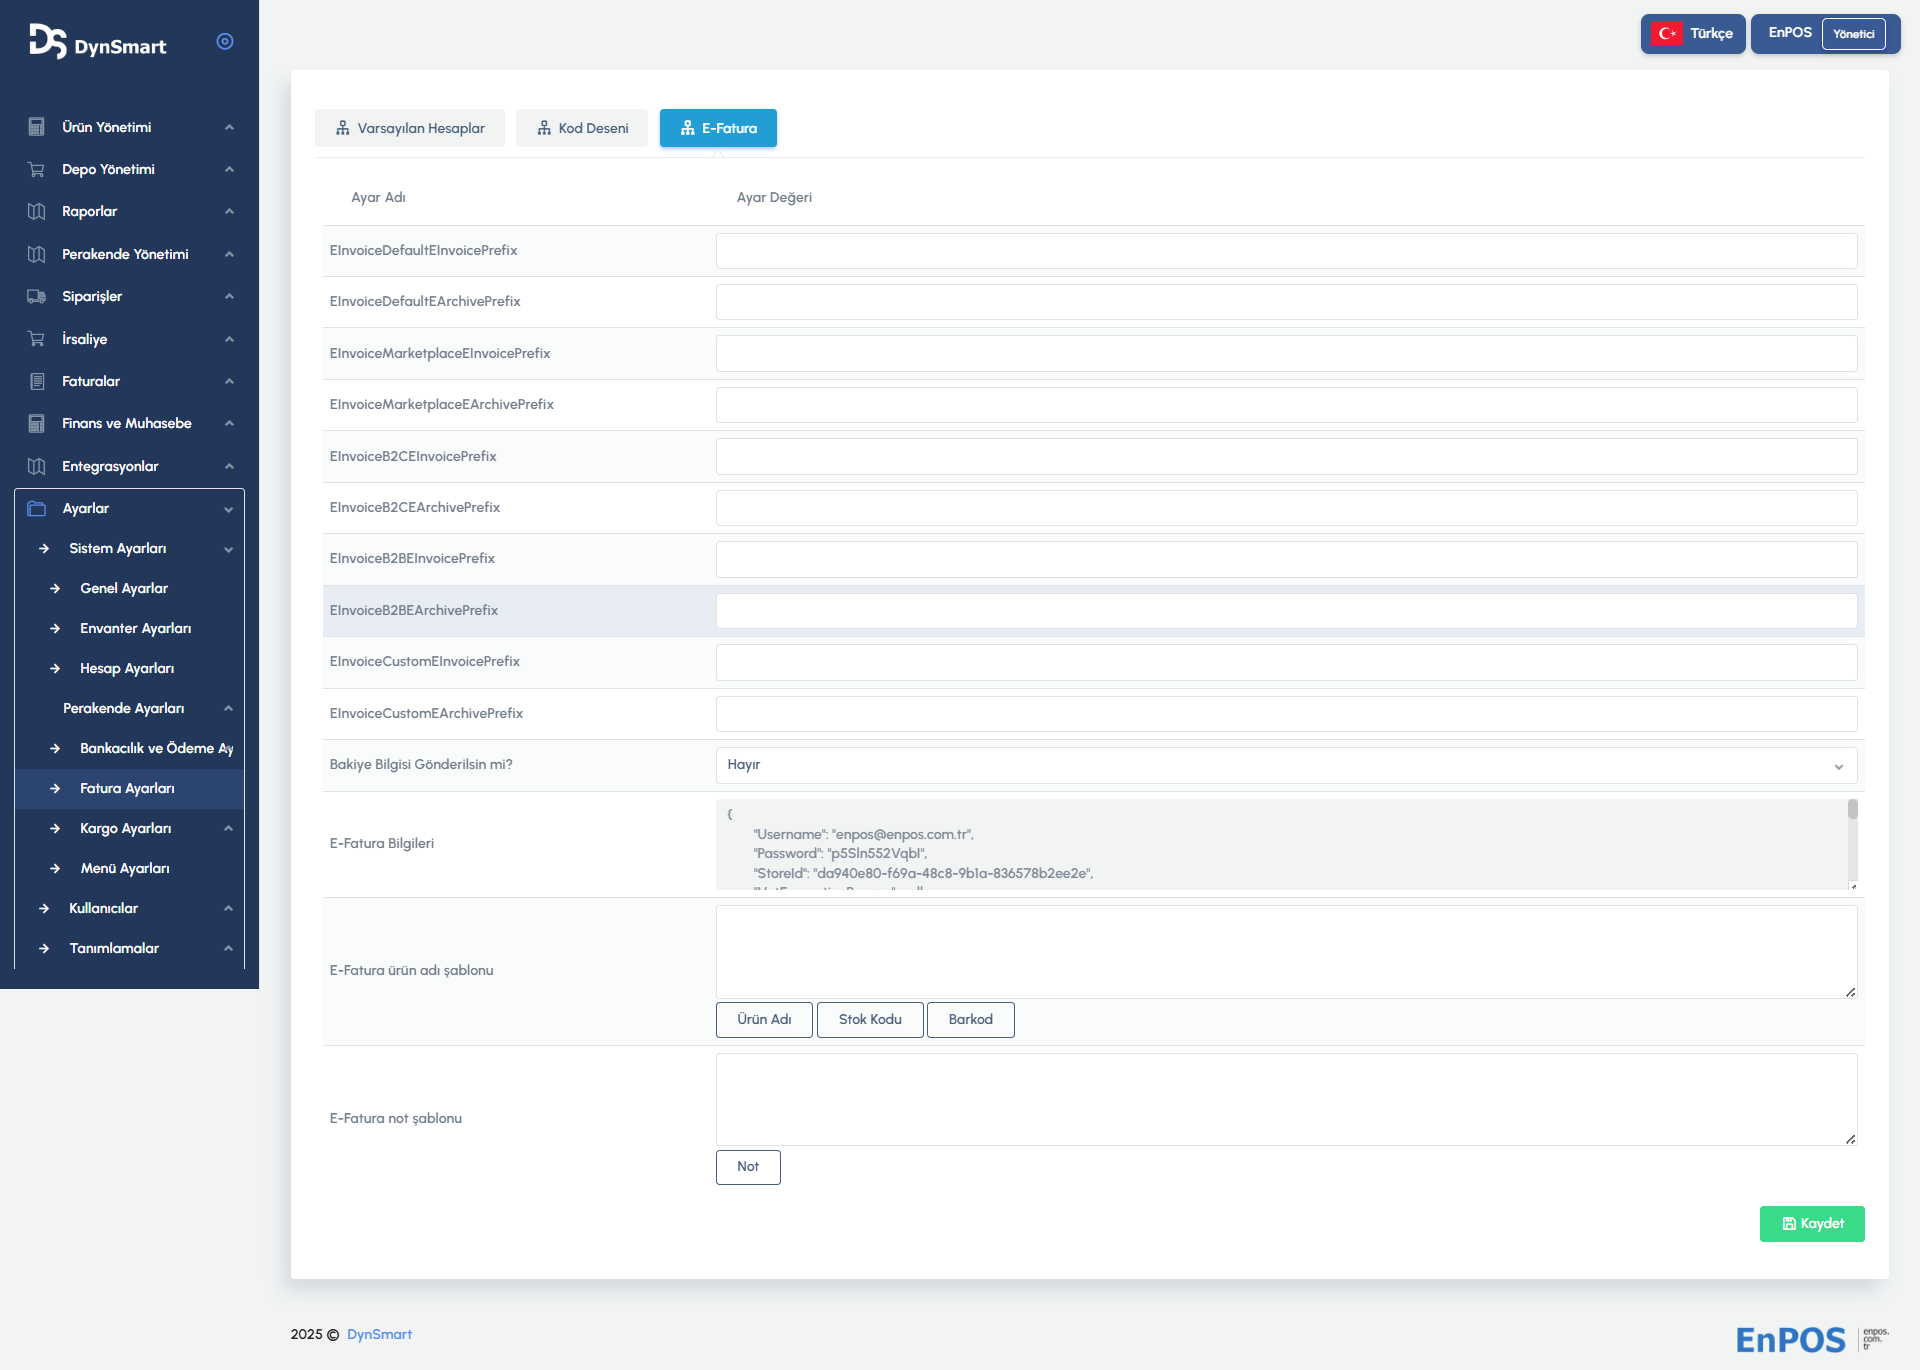 DynSmart
Türkçe
EnPOS
Yönetici
Ürün Yönetimi
Depo Yönetimi
Raporlar
Perakende Yönetimi
Siparişler
İrsaliye
Faturalar
Finans ve Muhasebe
Entegrasyonlar
Ayarlar
Sistem Ayarları
Genel Ayarlar
Envanter Ayarları
Hesap Ayarları
Perakende Ayarları
Bankacılık ve Ödeme Ay
Fatura Ayarları
Kargo Ayarları
Menü Ayarları
Kullanıcılar
Tanımlamalar
Varsayılan Hesaplar
Kod Deseni
E-Fatura
Ayar Adı
Ayar Değeri
EInvoiceDefaultEInvoicePrefix
EInvoiceDefaultEArchivePrefix
EInvoiceMarketplaceEInvoicePrefix
EInvoiceMarketplaceEArchivePrefix
EInvoiceB2CEInvoicePrefix
EInvoiceB2CEArchivePrefix
EInvoiceB2BEInvoicePrefix
EInvoiceB2BEArchivePrefix
EInvoiceCustomEInvoicePrefix
EInvoiceCustomEArchivePrefix
Bakiye Bilgisi Gönderilsin mi?
Hayır
E-Fatura Bilgileri
{
"Username": "enpos@enpos.com.tr",
"Password": "p5Sln552Vqbl",
"StoreId": "da940e80-f69a-48c8-9b1a-836578b2ee2e",
E-Fatura ürün adı şablonu
Ürün Adı
Stok Kodu
Barkod
E-Fatura not şablonu
Not
Kaydet
2025 © DynSmart
EnPOS
enpos.
com.
tr